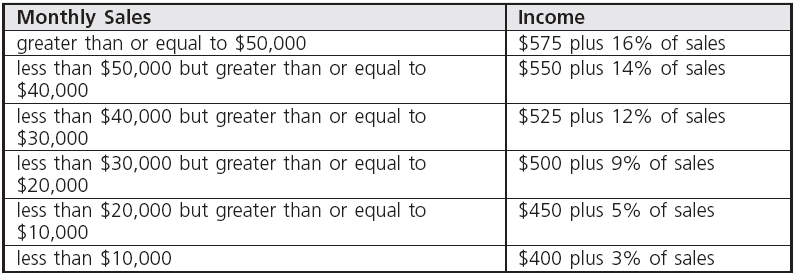 Monthly Sales Income
greater than or equal to $50,000 $575 plus 16% of sales
less than $50,000 but greater than or equal to $550 plus 14% of sales
$40,000
less than $40,000 but greater than or equal to $525 plus 12% of sales
$30,000
less than $30,000 but greater than or equal to $500 plus 9% of sales
$20,000
less than $20,000 but greater than or equal to $450 plus 5% of sales
$10,000
less than $10,000 $400 plus 3% of sales